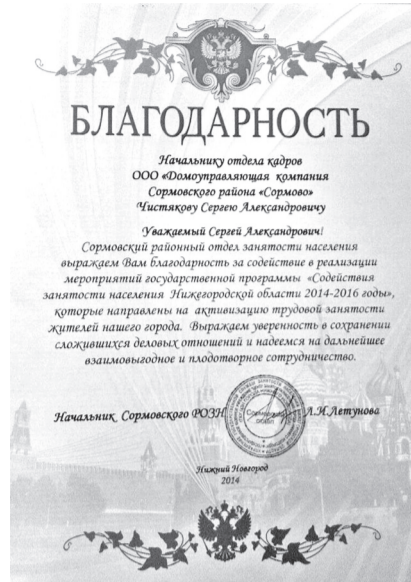 БЛАГОДАРНОСТЬ
Начальнику отдела кадров
ООО «Домоуправляющая компания
Сормовского района «Сормово»
Чистякову Сергею Александровичу
Уважаемый Сергей Александрович!
Сормовский районный отдел занятости населения
выражаем Вам благодарность за содействие в реализации
мероприятий государственной программы «Содействия
занятости населения Нижегородской области 2014-2016 годы»,
которые направлены на активизацию трудовой занятости
жителей нашего города. Выражаем уверенность в сохранении
сложившихся деловых отношений и надеемся на дальнейшее
взаимовыгодное и плодотворное сотрудничество.
Начальник Сормовского РОЗН Л.И.Летунова
Нижний Новгород
2014